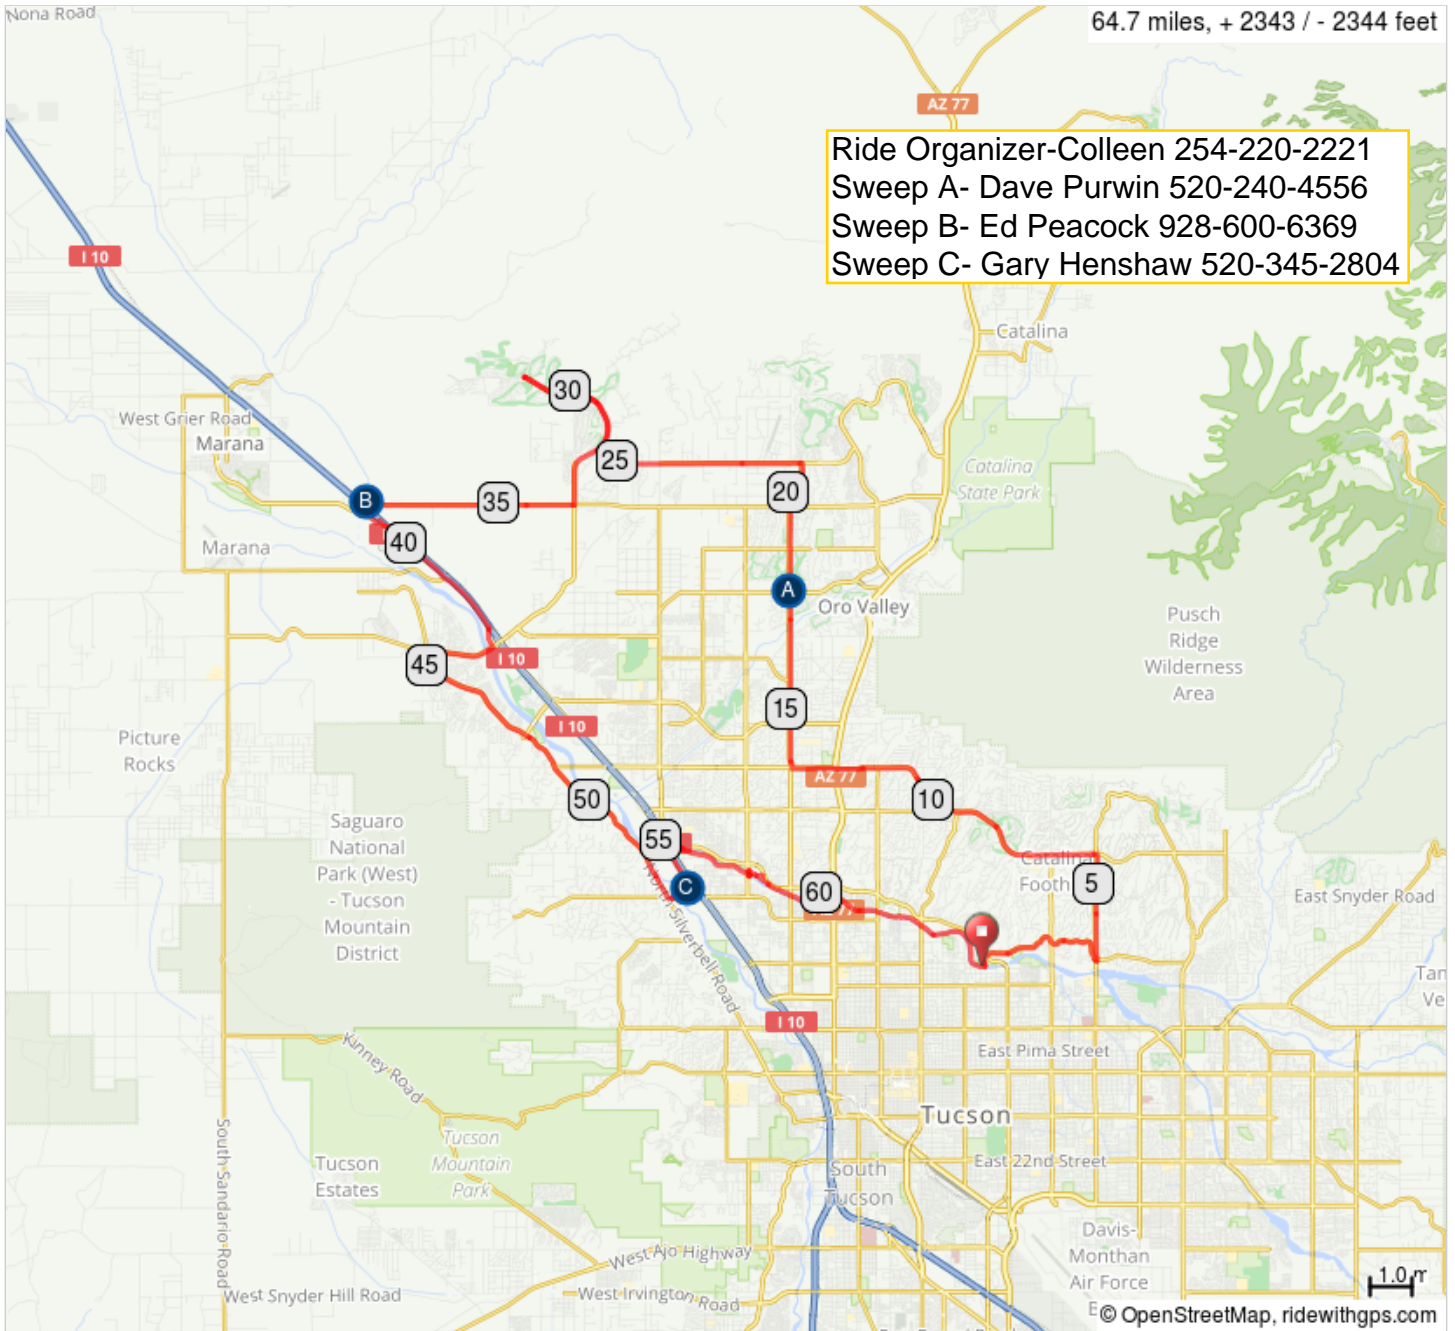 Nona Road
64.7 miles, + 2343 / - 2344 feet
AZ 77
Ride Organizer-Colleen 254-220-2221
Sweep A- Dave Purwin 520-240-4556
Sweep B- Ed Peacock 928-600-6369
Sweep C- Gary Henshaw 520-345-2804
I 10
Catalina
30
West Grier Road
Marana
25
Catalina
State Park
20
B
35
40
Marana
A
Oro Valley
Pusch
Ridge
Wilderness
Area
45
I 10
15
I 10
Picture
Rocks
AZ 77
10
50
Saguaro
National
Park (West)
- Tucson
Mountain
District
55
Catalina
Footh
5
C
60
77
East Snyder Road
North Silverbell Road
Tan
Ve
I 10
Kinney Road
East Pima Street
Tucson
South Sandario Road
Tucson
Mountain
Park
Tucson
Estates
East 22nd Street
South
Tucson
Davis-
Monthan
Air Force
West Ajo Highway
1.0
West Snyder Hill Road
West Irvington Road
© OpenStreetMap, ridewithgps.com